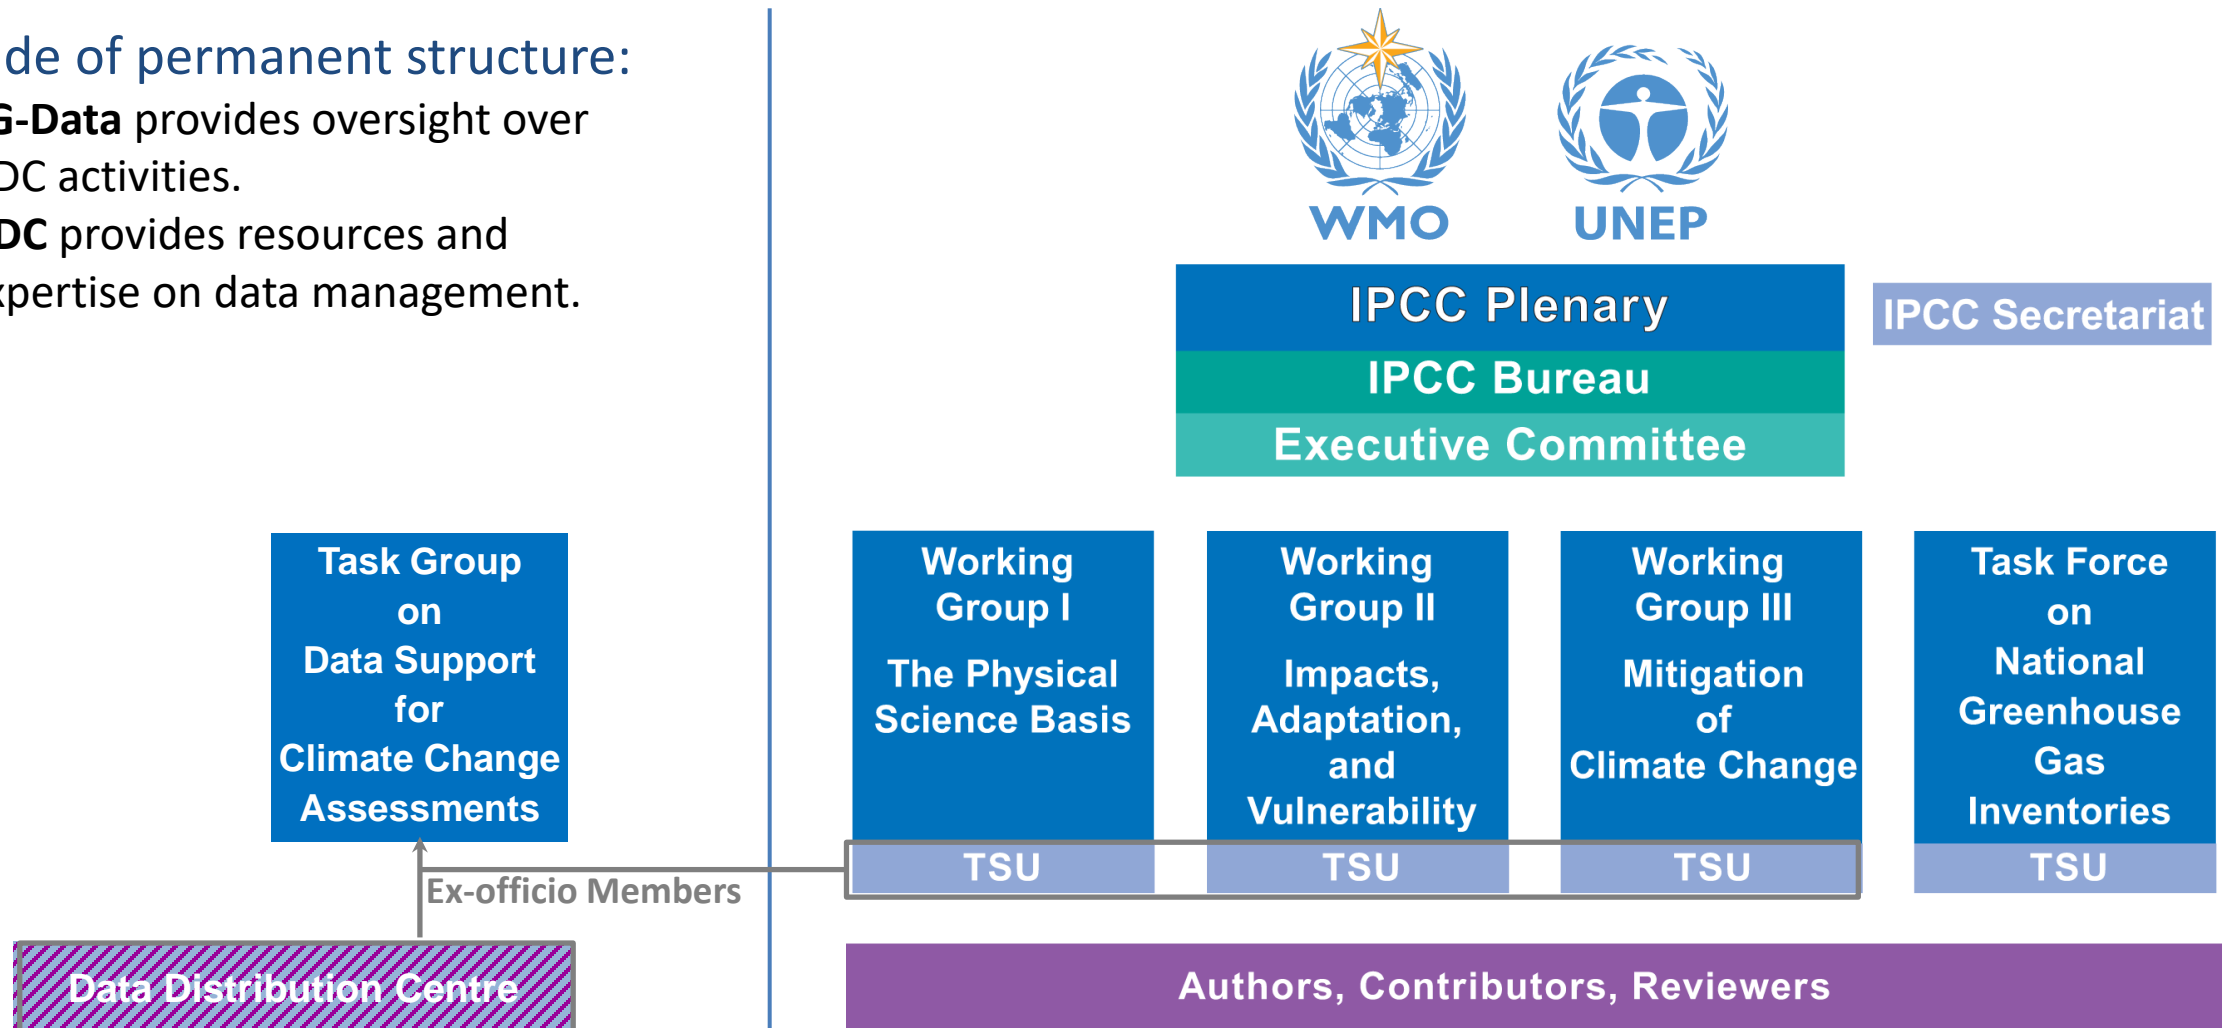 de of permanent structure:
G-Data provides oversight over
DC activities.
DC provides resources and
xpertise on data management.
WMO
UNEP
IPCC Plenary
IPCC Secretariat
IPCC Bureau
Executive Committee
Task Group
on
Data Support
for
Climate Change
Assessments
Working
Group I
The Physical
Science Basis
TSU
Working
Group II
Impacts,
Adaptation,
and
Vulnerability
TSU
Working
Group III
Mitigation
of
Climate Change
TSU
Task Force
on
National
Greenhouse
Gas
Inventories
TSU
Ex-officio Members
Data Distribution Centre
Authors, Contributors, Reviewers